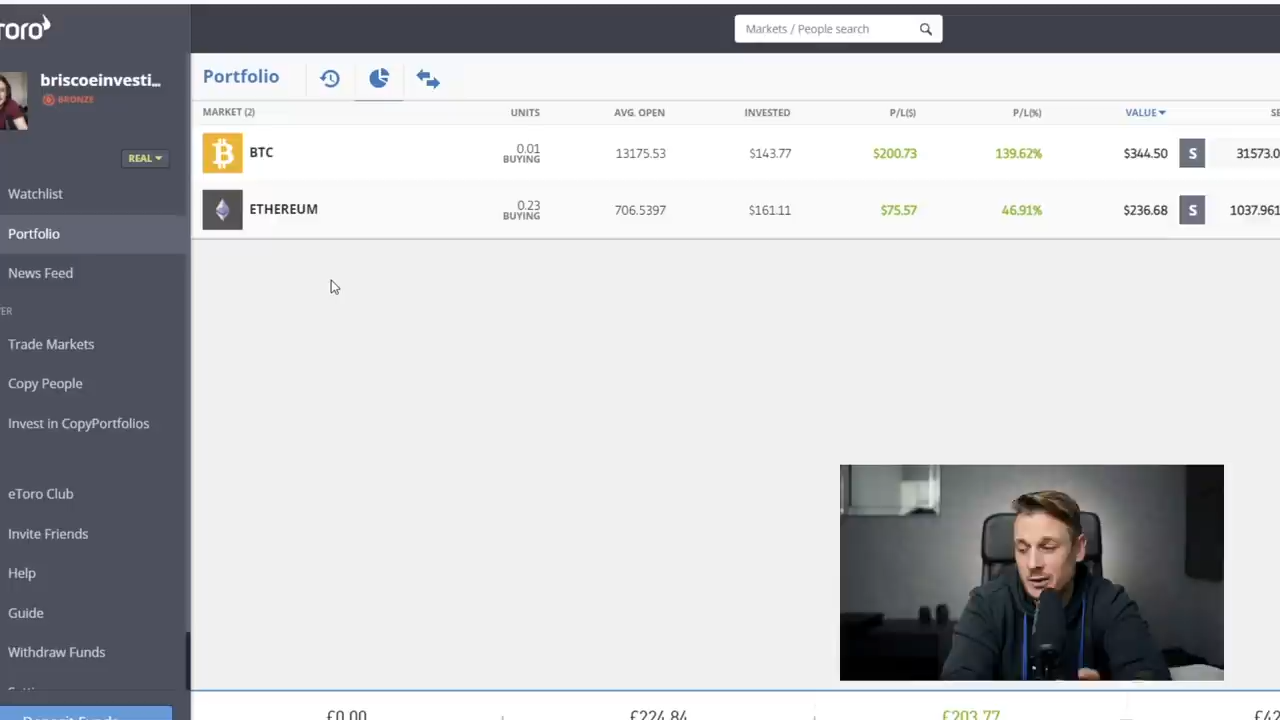 toro
Markets / People search
briscoeinvesti...
BRONZE
REAL
Watchlist
Portfolio
News Feed
VER
Trade Markets
Copy People
Invest in CopyPortfolios
eToro Club
Invite Friends
Help
Guide
Withdraw Funds
Portfolio
MARKET (2) UNITS AVG. OPEN INVESTED P/L($) P/L(%) VALUE SE
BTC 0.01 BUYING 13175.53 $143.77 $200.73 139.62% $344.50 S 31573.0
ETHEREUM 0.23 BUYING 706.5397 $161.11 $75.57 46.91% $236.68 S 1037.961
£0.00 £224.84 £203.77 £42